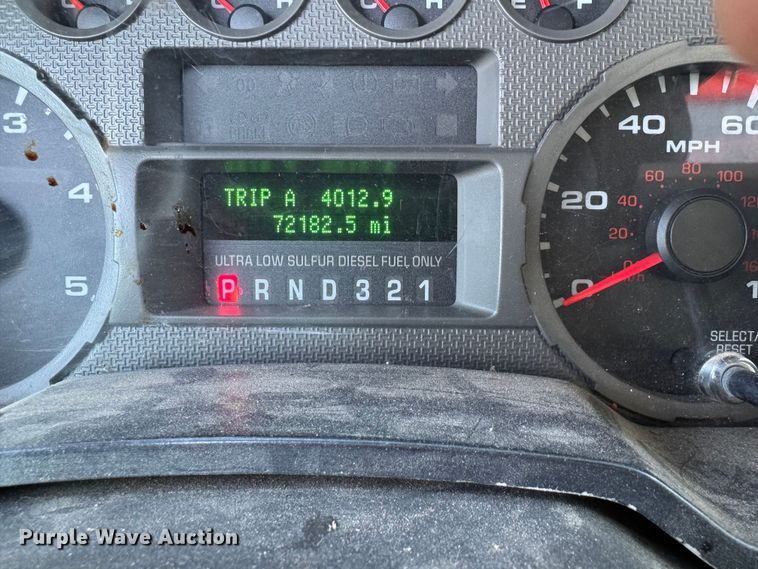 C H
C H
E F
3
4
5
TRIP A 4012.9
72182.5 mi
ULTRA LOW SULFUR DIESEL FUEL ONLY
P R N D 3 2 1
0 20 40 60
MPH
20 40 60 80 100
km/h
SELECT/
RESET
Purple Wave Auction